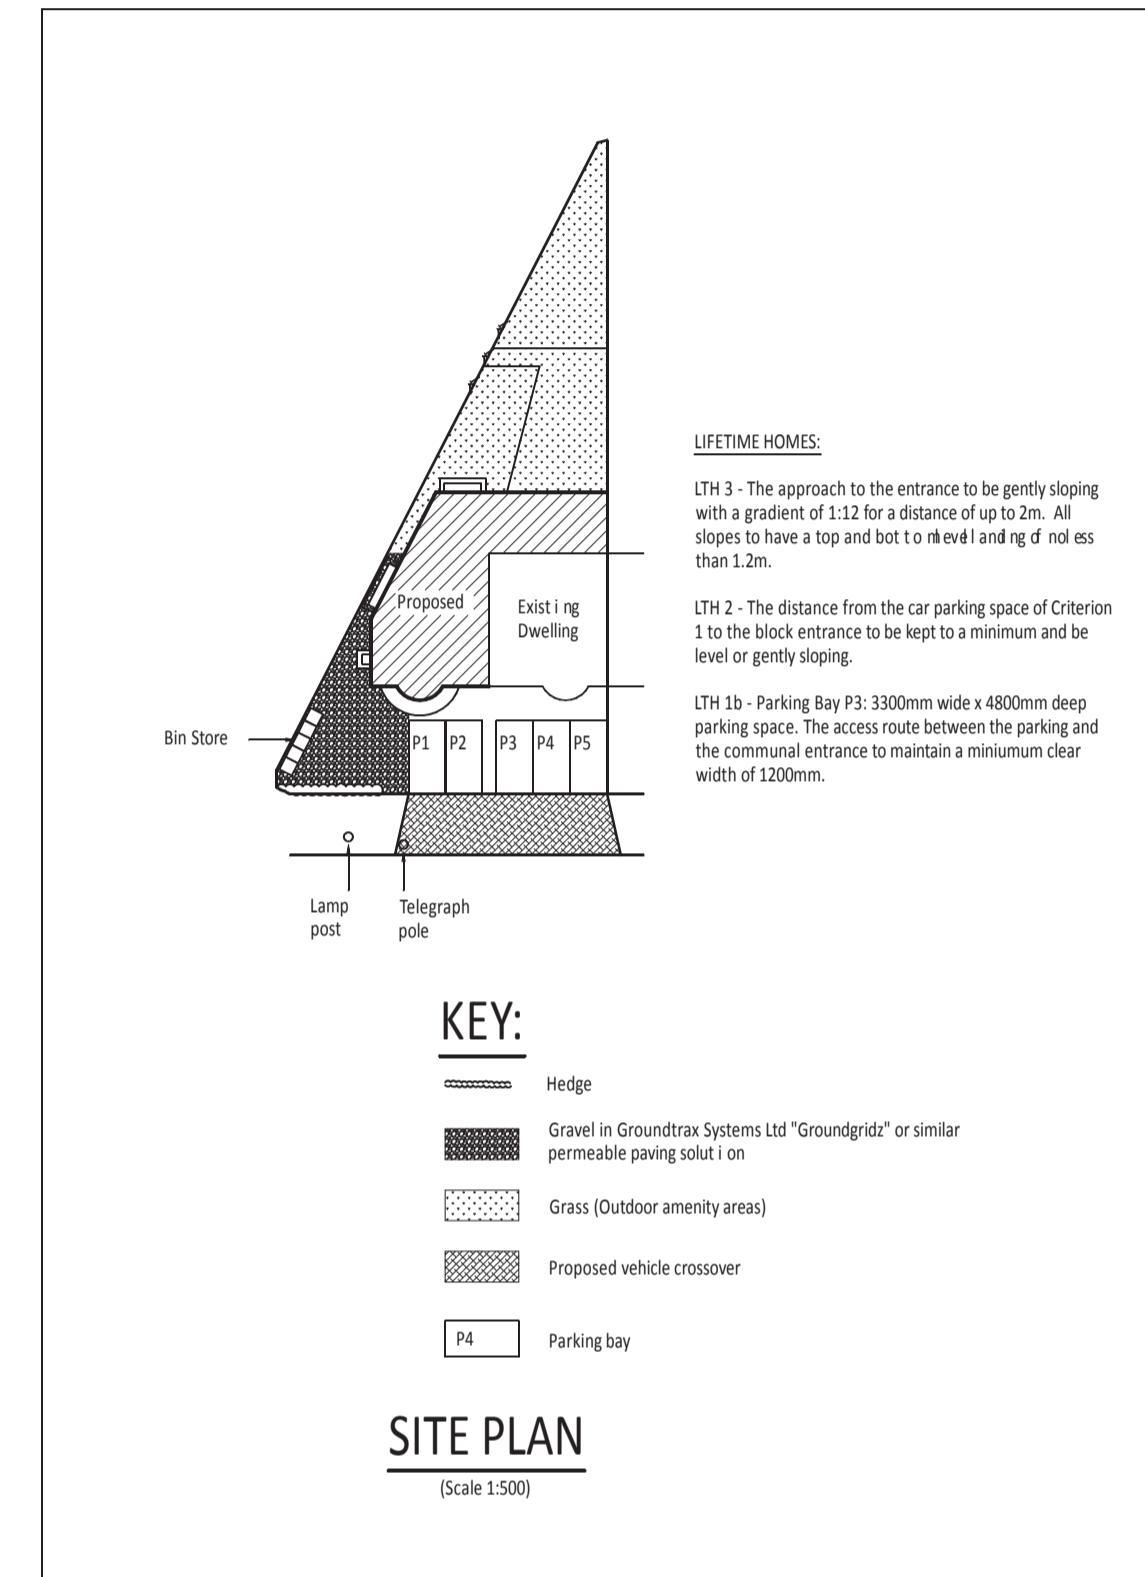 LIFETIME HOMES:
LTH 3 - The approach to the entrance to be gently sloping
with a gradient of 1:12 for a distance of up to 2m. All
slopes to have a top and bot t o m level l andi ng of no l ess
than 1.2m.
LTH 2 - The distance from the car parking space of Criterion
1 to the block entrance to be kept to a minimum and be
level or gently sloping.
LTH 1b - Parking Bay P3: 3300mm wide x 4800mm deep
parking space. The access route between the parking and
the communal entrance to maintain a miniumum clear
width of 1200mm.
Proposed
Exist i ng
Dwelling
Bin Store
P1
P2
P3
P4
P5
Lamp
post
Telegraph
pole
KEY:
Hedge
Gravel in Groundtrax Systems Ltd "Groundgridz" or similar
permeable paving solut i on
Grass (Outdoor amenity areas)
Proposed vehicle crossover
P4
Parking bay
SITE PLAN
(Scale 1:500)